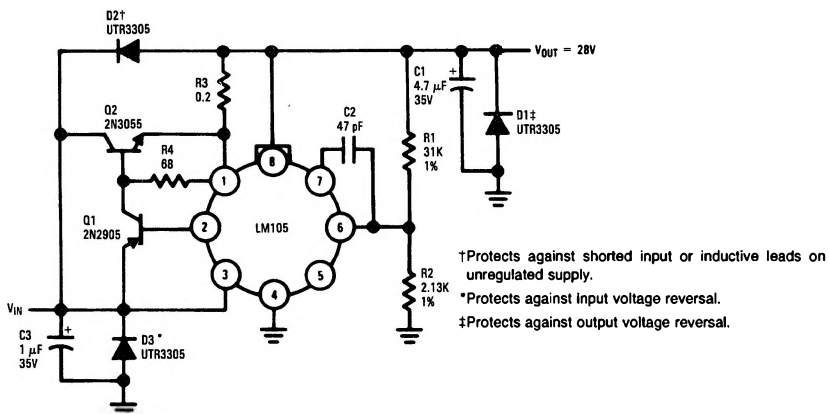 D2†
UTR3305
VOUT = 28V
R3
0.2
C1
4.7 μF
35V
+
D1‡
UTR3305
Q2
2N3055
R4
68
C2
47 pF
R1
31K
1%
1
8
7
Q1
2N2905
2
LM105
6
3
4
5
R2
2.13K
1%
VIN
C3
1 μF
35V
+
D3*
UTR3305
†Protects against shorted input or inductive leads on
unregulated supply.
*Protects against input voltage reversal.
‡Protects against output voltage reversal.